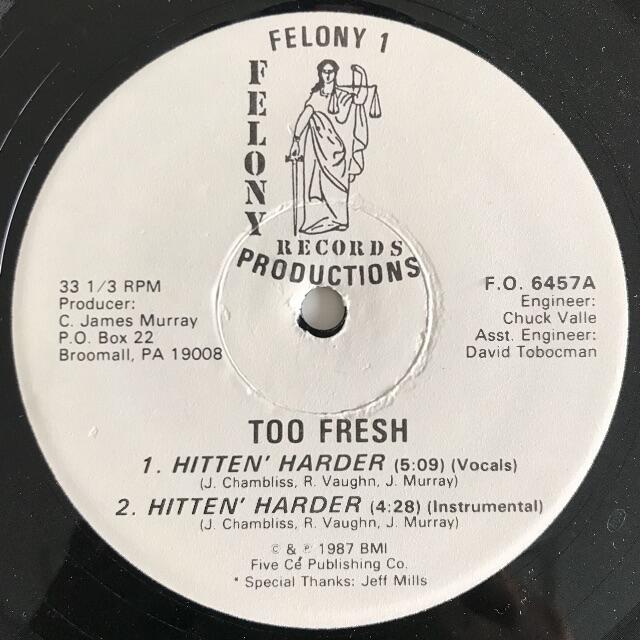 FELONY 1
FELONY
RECORDS
PRODUCTIONS
33 1/3 RPM
Producer:
C. James Murray
P.O. Box 22
Broomall, PA 19008
F.O. 6457A
Engineer:
Chuck Valle
Asst. Engineer:
David Tobocman
TOO FRESH
1. HITTEN' HARDER (5:09) (Vocals)
(J. Chambliss, R. Vaughn, J. Murray)
2. HITTEN' HARDER (4:28) (Instrumental)
(J. Chambliss, R. Vaughn, J. Murray)
© & ℗ 1987 BMI
Five Cé Publishing Co.
* Special Thanks: Jeff Mills